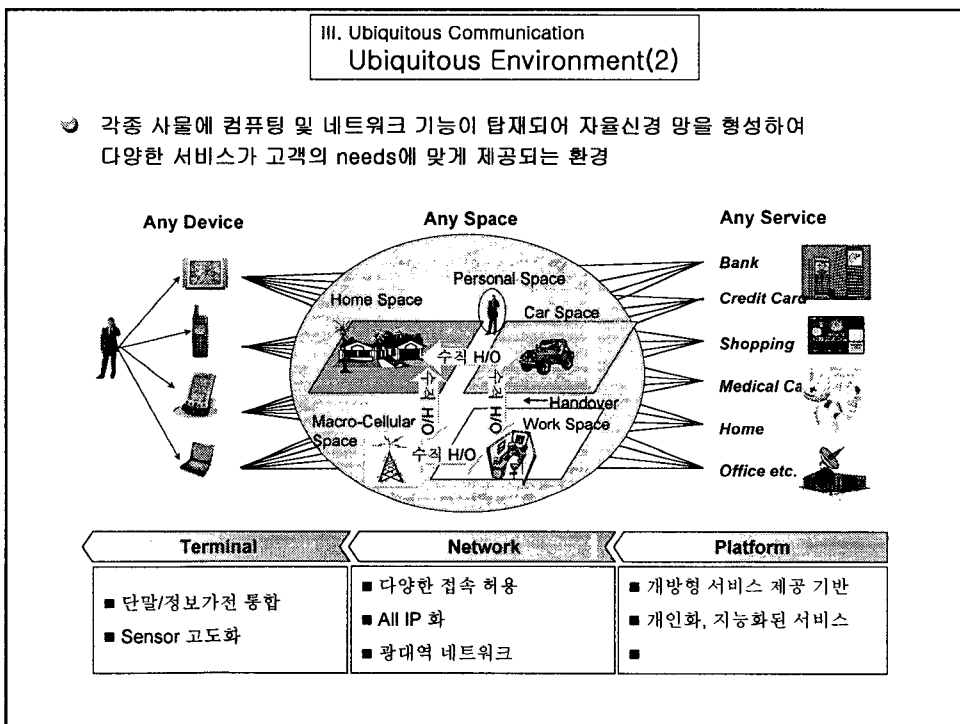 III. Ubiquitous Communication
Ubiquitous Environment(2)
각종 사물에 컴퓨팅 및 네트워크 기능이 탑재되어 자율신경 망을 형성하여
다양한 서비스가 고객의 needs에 맞게 제공되는 환경
Any Device
Any Space
Any Service
Personal Space
Home Space
Car Space
수직 H/O
수직 H/O
수직 H/O
Handover
Macro-Cellular
Space
Work Space
수직 H/O
Bank
Credit Card
Shopping
Medical Ca
Home
Office etc.
Terminal
Network
Platform
■ 단말/정보가전 통합
■ Sensor 고도화
■ 다양한 접속 허용
■ All IP 화
■ 광대역 네트워크
■ 개방형 서비스 제공 기반
■ 개인화, 지능화된 서비스
■